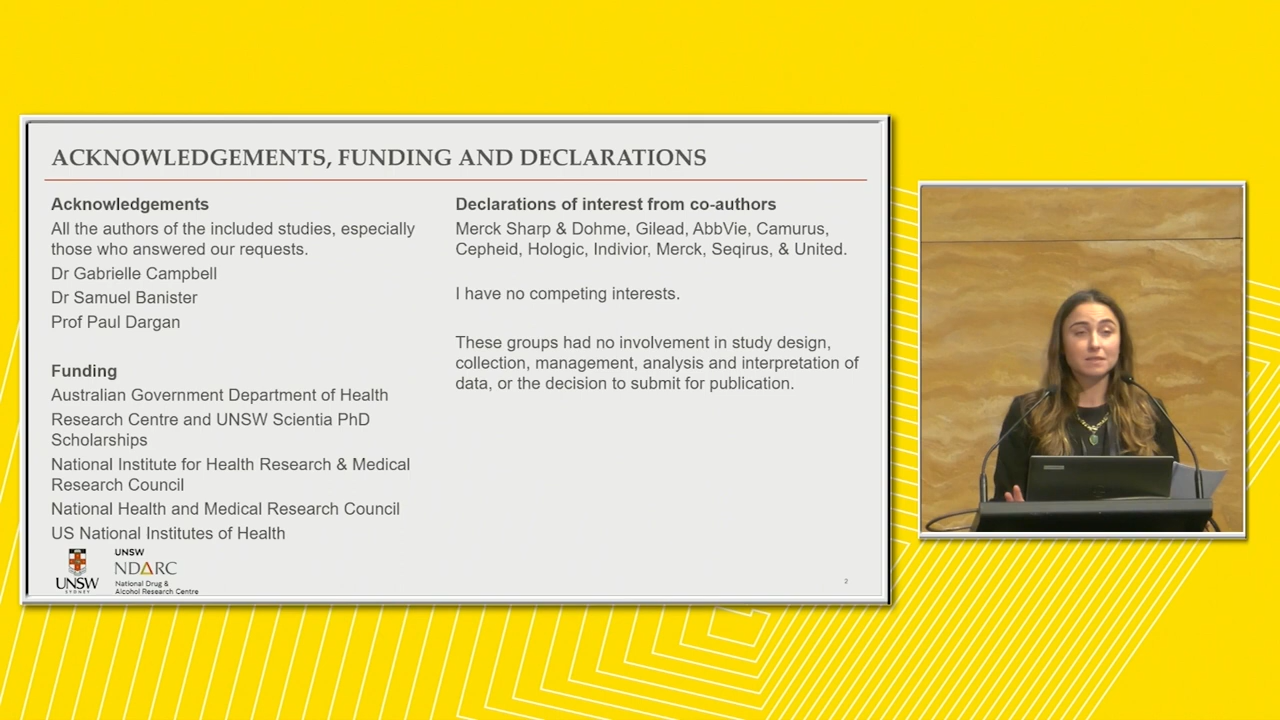 ACKNOWLEDGEMENTS, FUNDING AND DECLARATIONS
Acknowledgements
All the authors of the included studies, especially
those who answered our requests.
Dr Gabrielle Campbell
Dr Samuel Banister
Prof Paul Dargan
Funding
Australian Government Department of Health
Research Centre and UNSW Scientia PhD
Scholarships
National Institute for Health Research & Medical
Research Council
National Health and Medical Research Council
US National Institutes of Health
Declarations of interest from co-authors
Merck Sharp & Dohme, Gilead, AbbVie, Camurus,
Cepheid, Hologic, Indivior, Merck, Seqirus, & United.
I have no competing interests.
These groups had no involvement in study design,
collection, management, analysis and interpretation of
data, or the decision to submit for publication.
UNSW
SYDNEY
UNSW
NDARC
National Drug &
Alcohol Research Centre
2